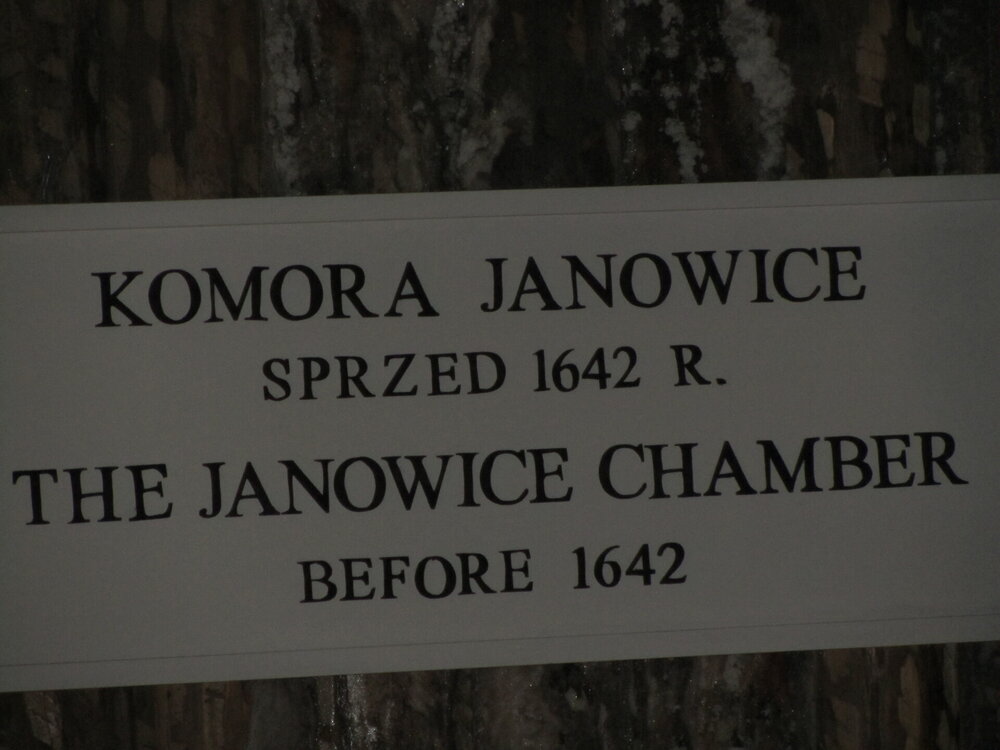 KOMORA JANOWICE
SPRZED 1642 R.
THE JANOWICE CHAMBER
BEFORE 1642